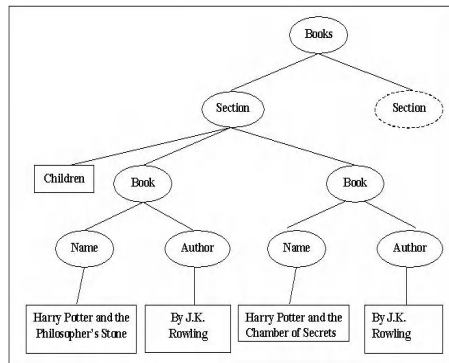 Books
Section
Section
Children
Book
Book
Name
Author
Name
Author
Harry Potter and the
Philosopher's Stone
By J.K.
Rowling
Harry Potter and the
Chamber of Secrets
By J.K.
Rowling